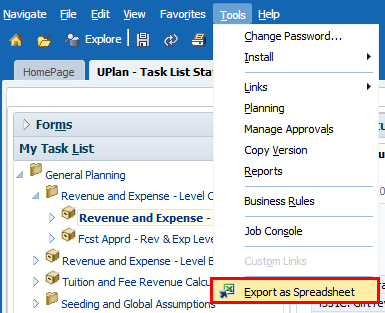 Navigate Edit View Favorites Tools Help
Explore
HomePage
UPlan - Task List Sta
Forms
My Task List
General Planning
Revenue and Expense - Level C
Revenue and Expense -
Fcst Apprd - Rev & Exp Leve
Revenue and Expense - Level
Tuition and Fee Revenue Calcu
Seeding and Global Assumptions
Change Password...
Install
Links
Planning
Manage Approvals
Copy Version
Reports
Business Rules
Job Console
Custom Links
Export as Spreadsheet